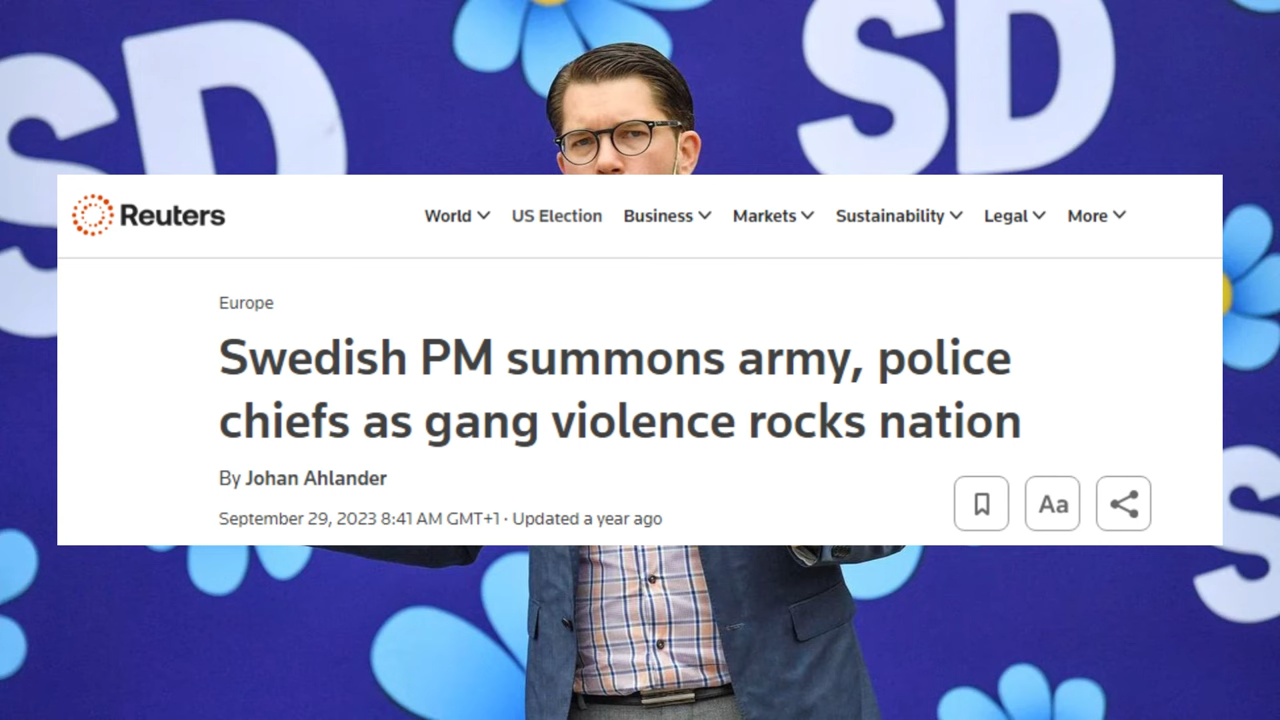 SD
SD
Reuters
World US Election Business Markets Sustainability Legal More
Europe
Swedish PM summons army, police
chiefs as gang violence rocks nation
By Johan Ahlander
September 29, 2023 8:41 AM GMT+1 · Updated a year ago
Aa
S